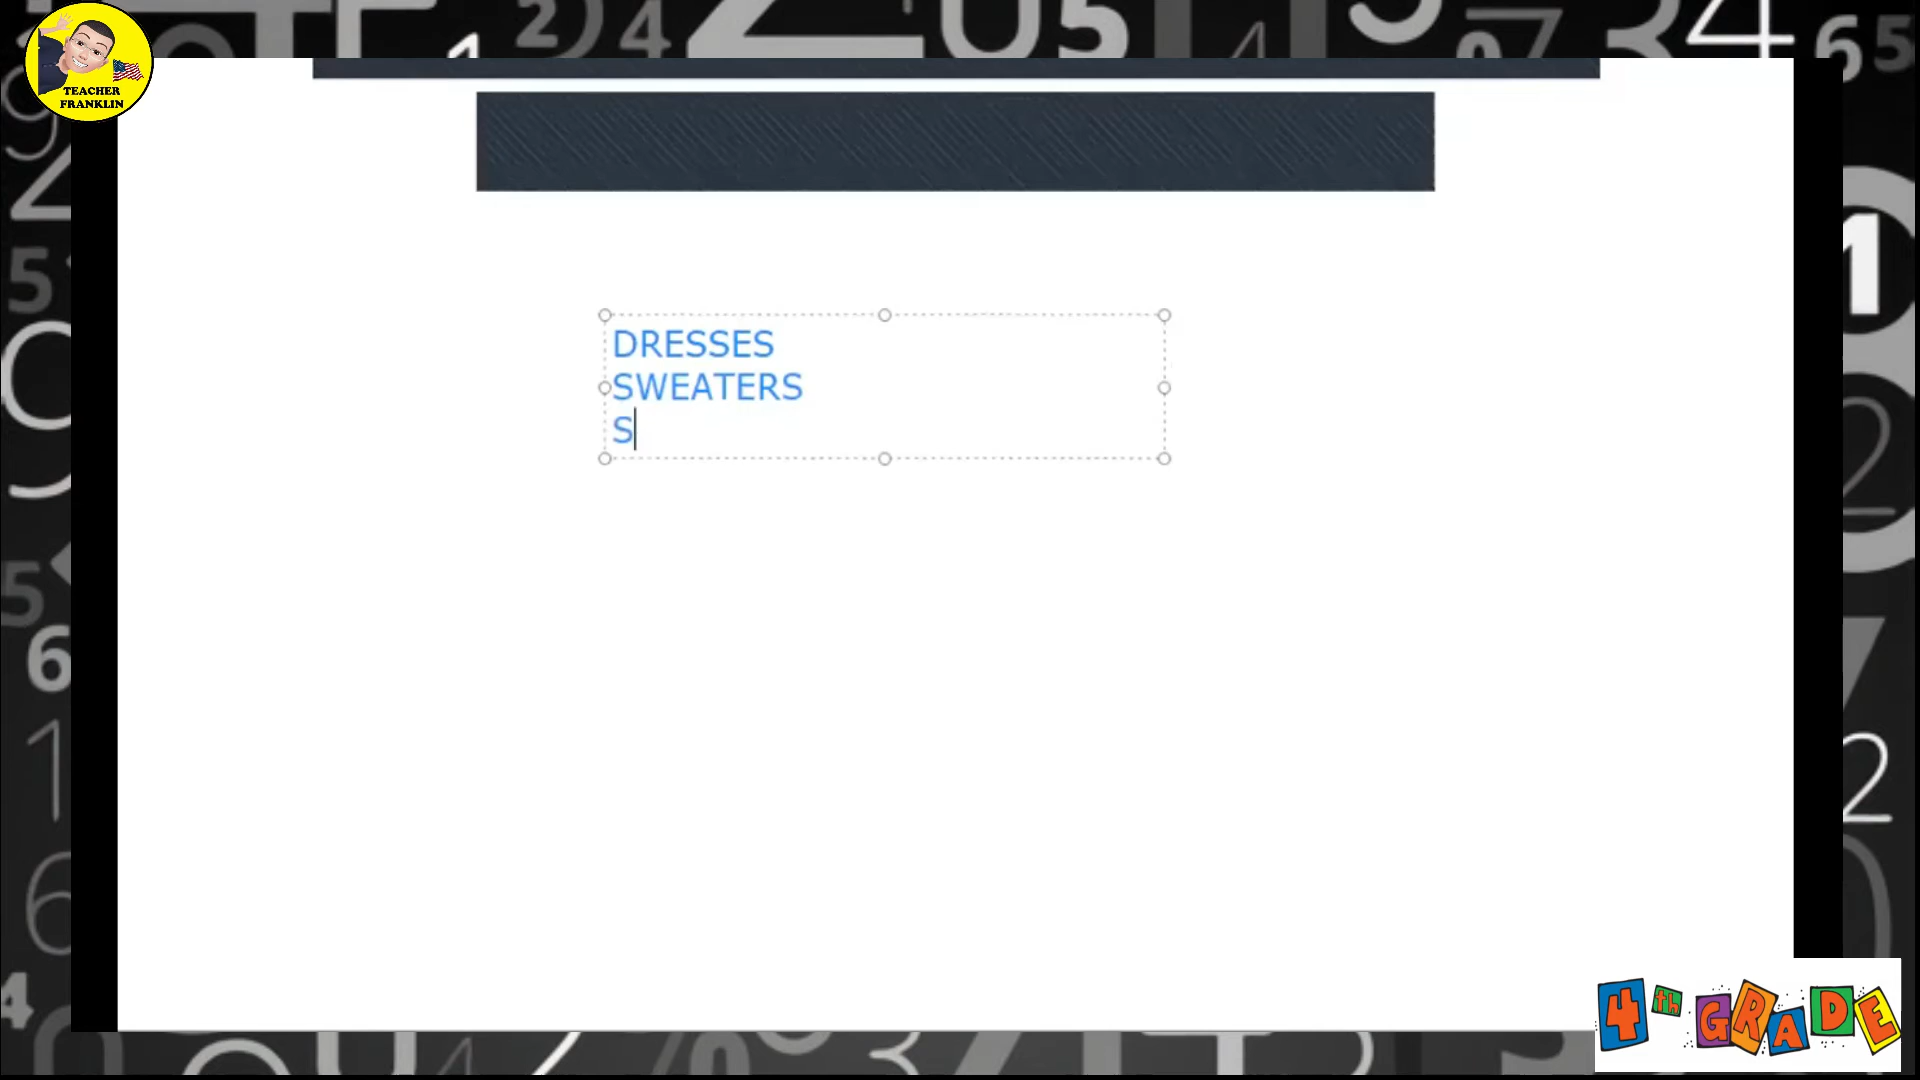 TEACHER
FRANKLIN
DRESSES
SWEATERS
S
4th GRADE